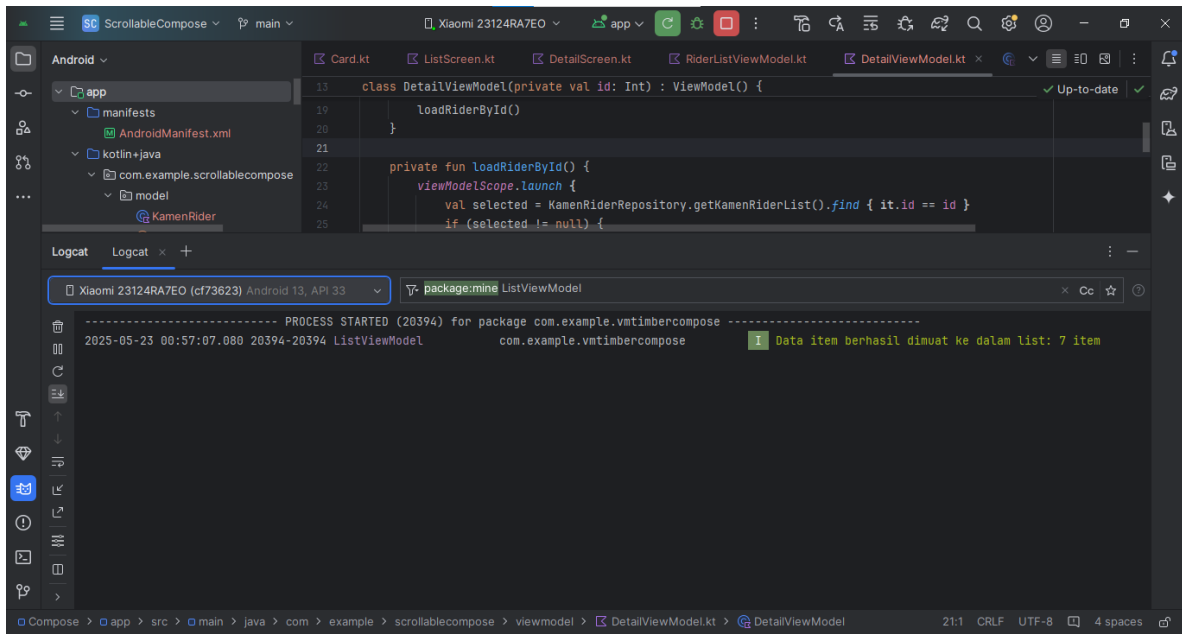 SC ScrollableCompose main Xiaomi 23124RA7EO app
Android
Card.kt ListScreen.kt DetailScreen.kt RiderListViewModel.kt DetailViewModel.kt
app
manifests
AndroidManifest.xml
kotlin+java
com.example.scrollablecompose
model
KamenRider
13 class DetailViewModel(private val id: Int) : ViewModel() {
Up-to-date
19 loadRiderById()
20 }
21
22 private fun loadRiderById() {
23 viewModelScope.launch {
24 val selected = KamenRiderRepository.getKamenRiderList().find { it.id == id }
25 if (selected != null) {
Logcat Logcat
Xiaomi 23124RA7EO (cf73623) Android 13, API 33 package:mine ListViewModel Cc
--------------------------- PROCESS STARTED (20394) for package com.example.vmtimbercompose ---------------------------
2025-05-23 00:57:07.080 20394-20394 ListViewModel com.example.vmtimbercompose I Data item berhasil dimuat ke dalam list: 7 item
Compose > app > src > main > java > com > example > scrollablecompose > viewmodel > DetailViewModel.kt > DetailViewModel 21:1 CRLF UTF-8 4 spaces